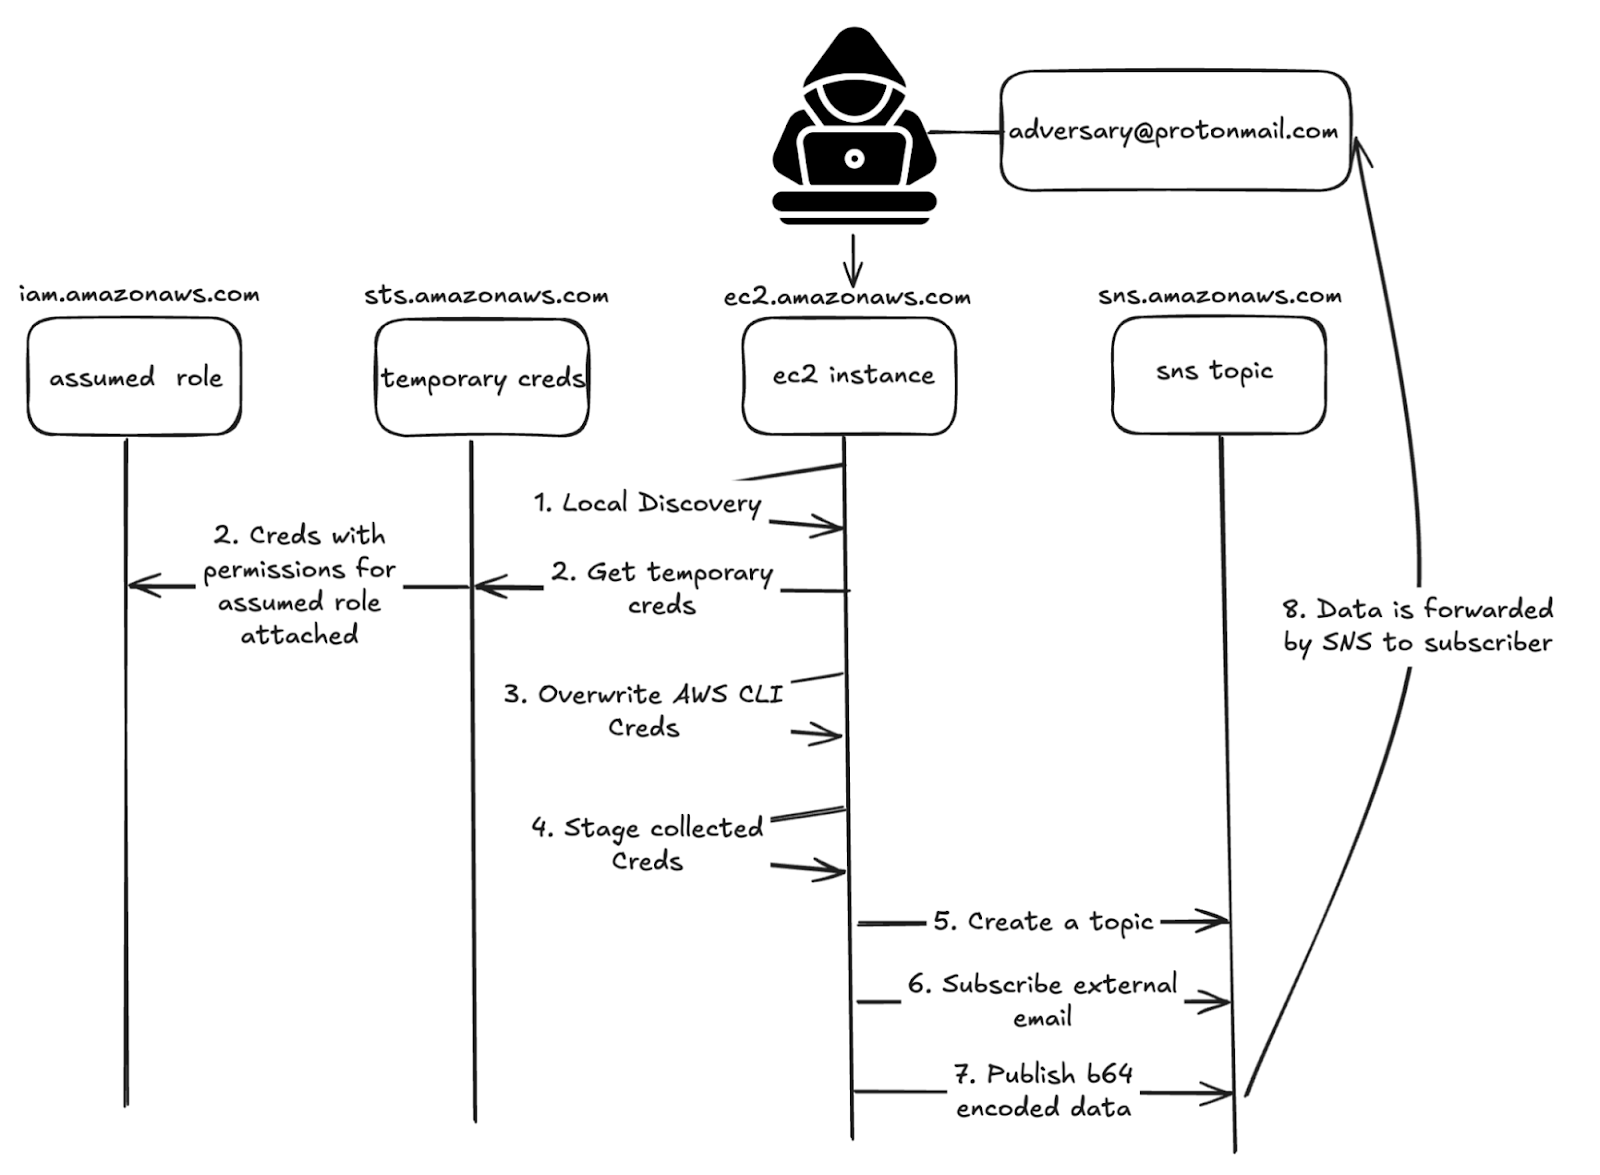 adversary@protonmail.com
iam.amazonaws.com
sts.amazonaws.com
ec2.amazonaws.com
sns.amazonaws.com
assumed role
temporary creds
ec2 instance
sns topic
1. Local Discovery
2. Creds with
permissions for
assumed role
attached
2. Get temporary
creds
8. Data is forwarded
by SNS to subscriber
3. Overwrite AWS CLI
Creds
4. Stage collected
Creds
5. Create a topic
6. Subscribe external
email
7. Publish b64
encoded data